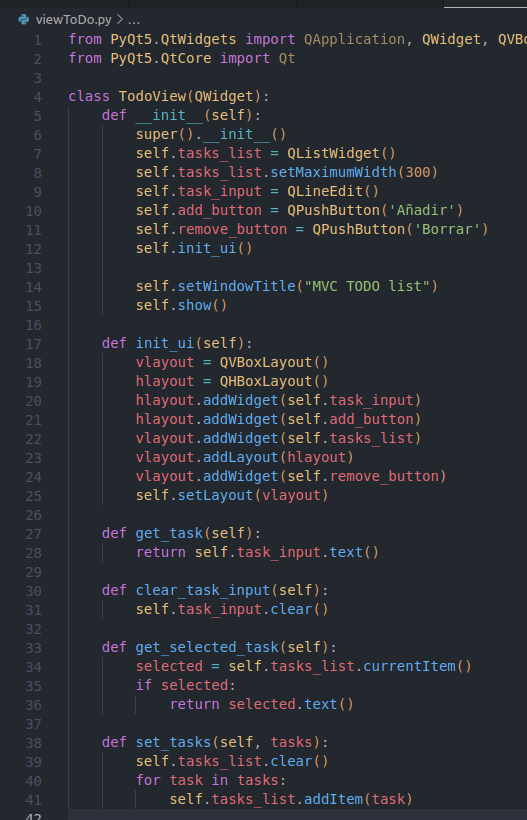 viewToDo.py > ...
1 from PyQt5.QtWidgets import QApplication, QWidget, QVBo
2 from PyQt5.QtCore import Qt
3
4 class TodoView(QWidget):
5     def __init__(self):
6         super().__init__()
7         self.tasks_list = QListWidget()
8         self.tasks_list.setMaximumWidth(300)
9         self.task_input = QLineEdit()
10         self.add_button = QPushButton('Añadir')
11         self.remove_button = QPushButton('Borrar')
12         self.init_ui()
13
14         self.setWindowTitle("MVC TODO list")
15         self.show()
16
17     def init_ui(self):
18         vlayout = QVBoxLayout()
19         hlayout = QHBoxLayout()
20         hlayout.addWidget(self.task_input)
21         hlayout.addWidget(self.add_button)
22         vlayout.addWidget(self.tasks_list)
23         vlayout.addLayout(hlayout)
24         vlayout.addWidget(self.remove_button)
25         self.setLayout(vlayout)
26
27     def get_task(self):
28         return self.task_input.text()
29
30     def clear_task_input(self):
31         self.task_input.clear()
32
33     def get_selected_task(self):
34         selected = self.tasks_list.currentItem()
35         if selected:
36             return selected.text()
37
38     def set_tasks(self, tasks):
39         self.tasks_list.clear()
40         for task in tasks:
41             self.tasks_list.addItem(task)
42